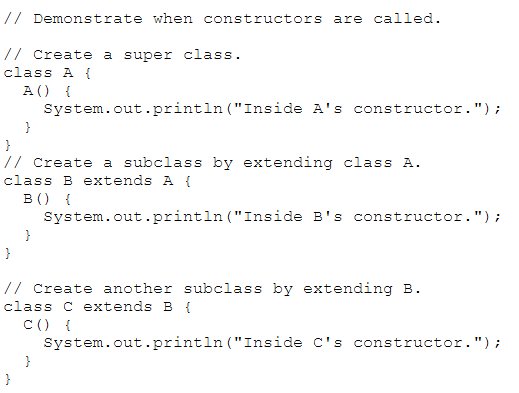 // Demonstrate when constructors are called.
// Create a super class.
class A {
  A() {
    System.out.println("Inside A's constructor.");
  }
}
// Create a subclass by extending class A.
class B extends A {
  B() {
    System.out.println("Inside B's constructor.");
  }
}
// Create another subclass by extending B.
class C extends B {
  C() {
    System.out.println("Inside C's constructor.");
  }
}